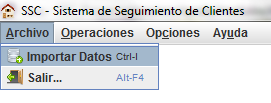 SSC - Sistema de Seguimiento de Clientes
Archivo Operaciones Opciones Ayuda
Importar Datos Ctrl-I
Salir... Alt-F4